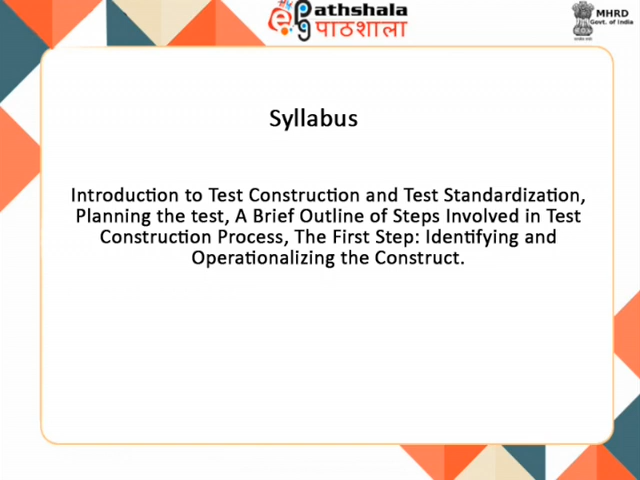 Pathshala
पाठशाला
MHRD
Govt. of India
Syllabus
Introduction to Test Construction and Test Standardization,
Planning the test, A Brief Outline of Steps Involved in Test
Construction Process, The First Step: Identifying and
Operationalizing the Construct.